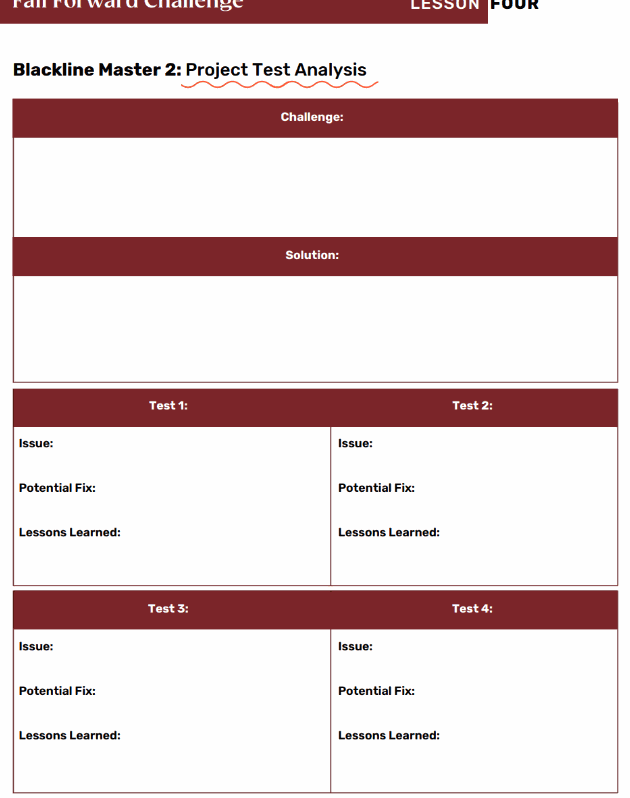 Fail Forward Challenge LESSON FOUR
Blackline Master 2: Project Test Analysis
Challenge:
Solution:
Test 1: Test 2:
Issue: Issue:
Potential Fix: Potential Fix:
Lessons Learned: Lessons Learned:
Test 3: Test 4:
Issue: Issue:
Potential Fix: Potential Fix:
Lessons Learned: Lessons Learned: